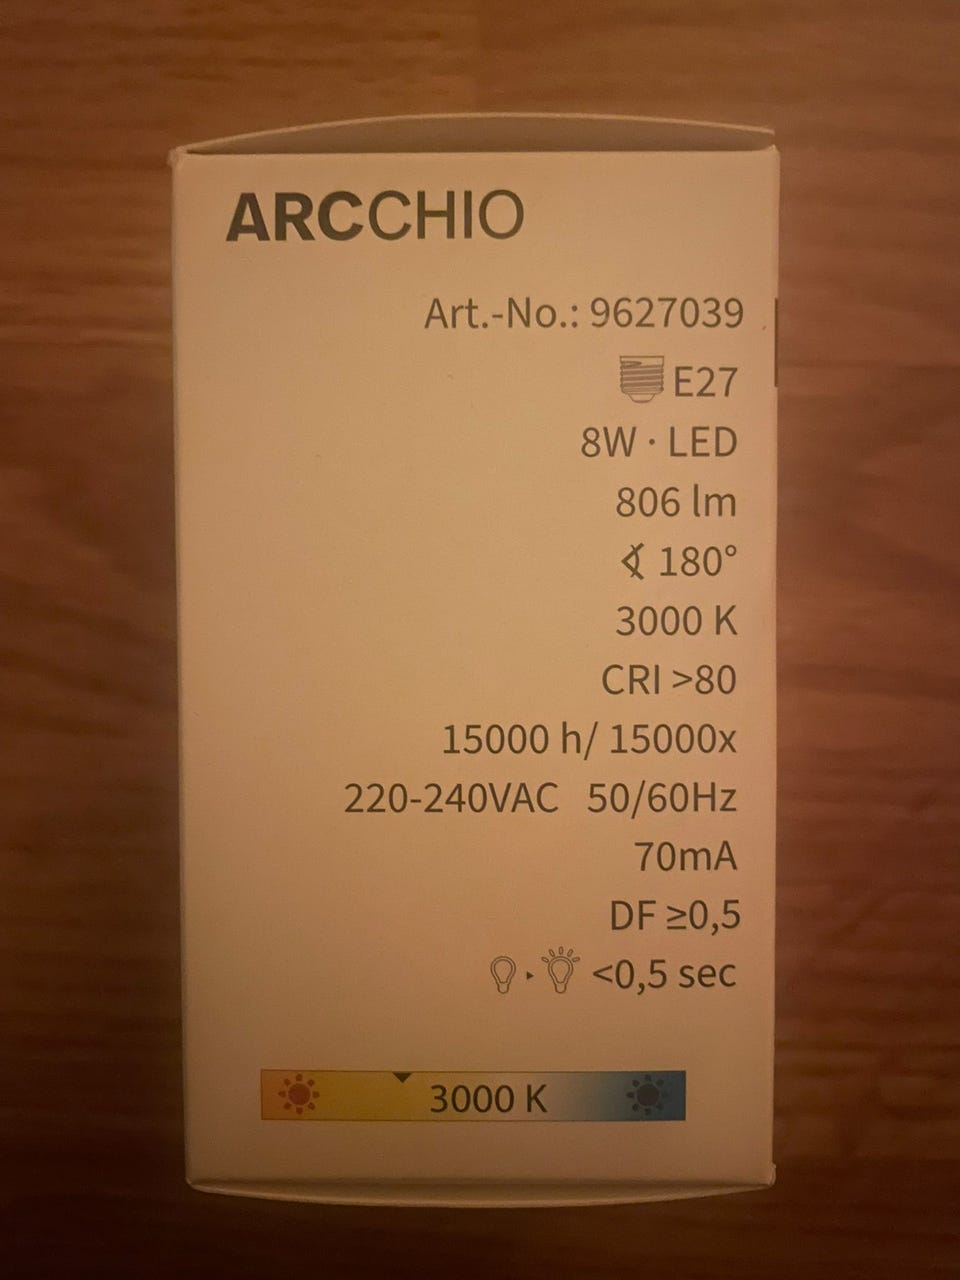 ARCCHIO
Art.-No.: 9627039
E27
8W · LED
806 lm
180°
3000 K
CRI >80
15000 h/ 15000x
220-240VAC 50/60Hz
70mA
DF ≥0,5
<0,5 sec
3000 K